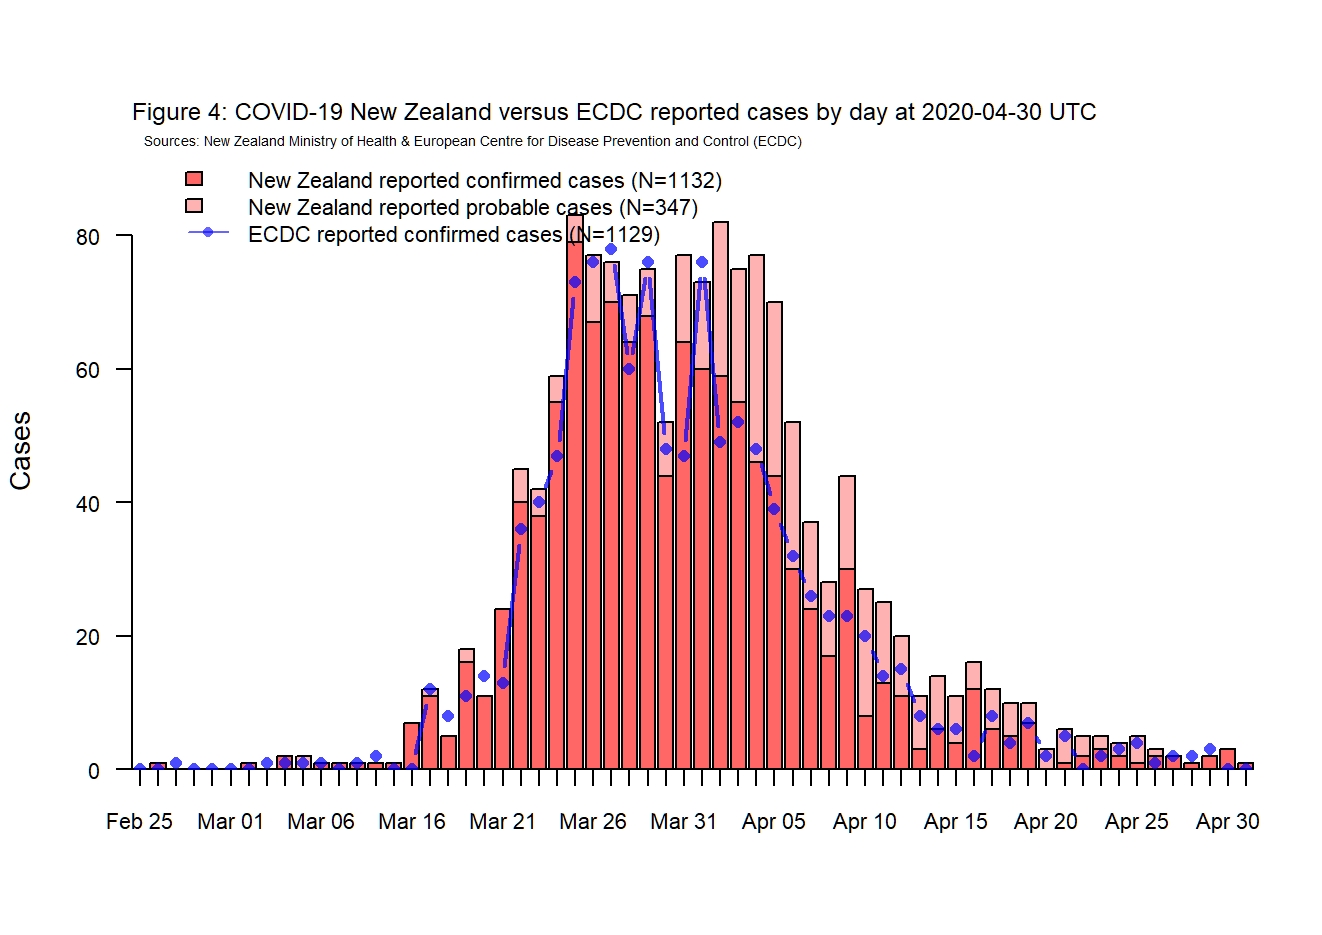 Figure 4: COVID-19 New Zealand versus ECDC reported cases by day at 2020-04-30 UTC
Sources: New Zealand Ministry of Health & European Centre for Disease Prevention and Control (ECDC)
New Zealand reported confirmed cases (N=1132)
New Zealand reported probable cases (N=347)
ECDC reported confirmed cases (N=1129)
Cases
80
60
40
20
0
Feb 25 Mar 01 Mar 06 Mar 16 Mar 21 Mar 26 Mar 31 Apr 05 Apr 10 Apr 15 Apr 20 Apr 25 Apr 30